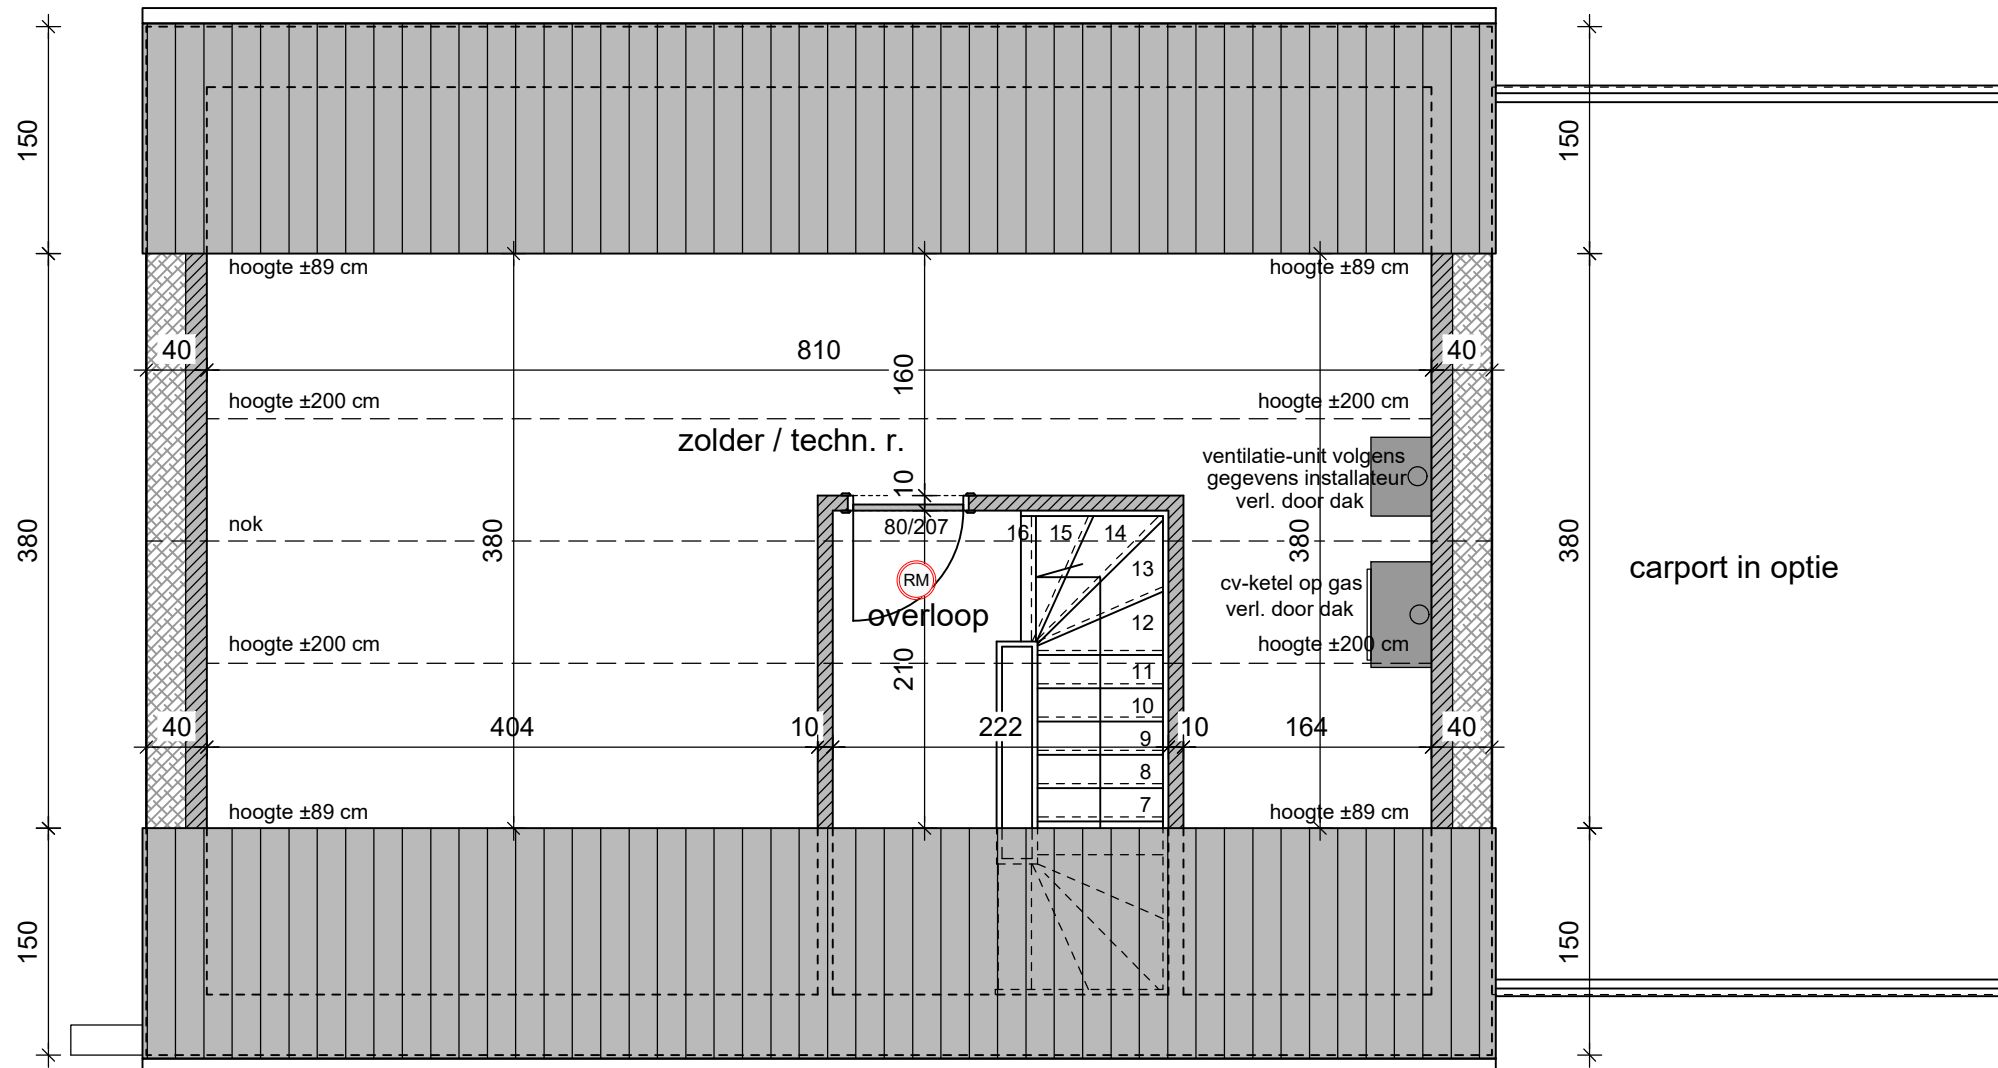 150
150
hoogte ±89 cm
hoogte ±89 cm
40
810
160
40
hoogte ±200 cm
hoogte ±200 cm
zolder / techn. r.
ventilatie-unit volgens
gegevens installateur
verl. door dak
10
nok
80/207
16
15
14
380
380
380
380
13
RM
carport in optie
cv-ketel op gas
verl. door dak
overloop
12
hoogte ±200 cm
hoogte ±200 cm
210
11
10
40
404
10
222
9
10
164
40
8
7
hoogte ±89 cm
hoogte ±89 cm
150
150